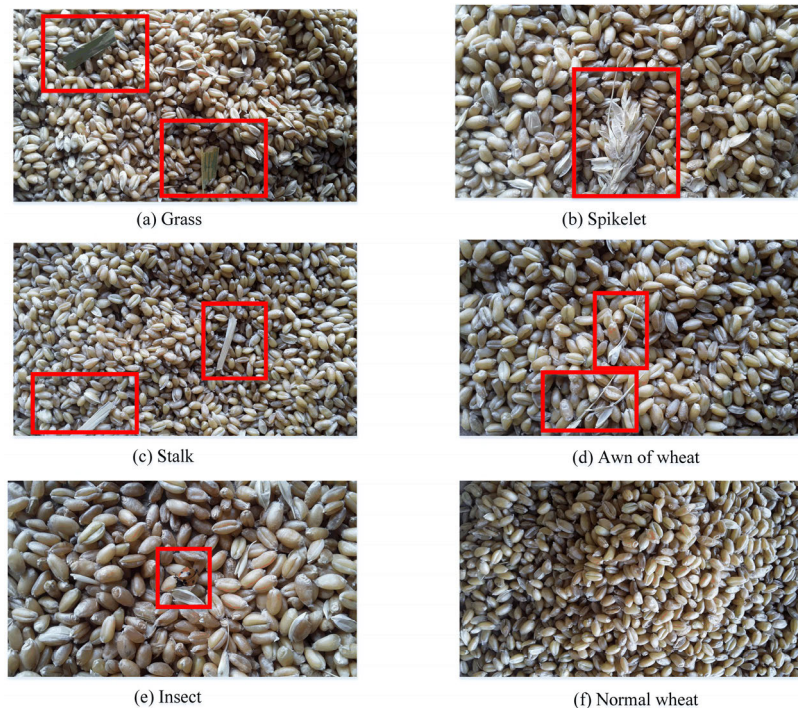 (a) Grass
(b) Spikelet
(c) Stalk
(d) Awn of wheat
(e) Insect
(f) Normal wheat